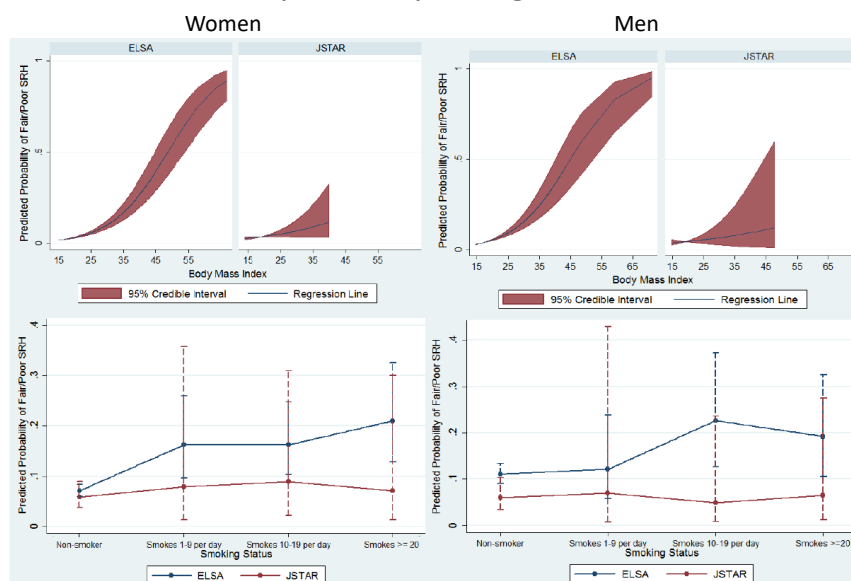 Women
Men
ELSA
JSTAR
Predicted Probability of Fair/Poor SRH
1
.5
0
15 25 35 45 55
15 25 35 45 55
Body Mass Index
95% Credible Interval
Regression Line
ELSA
JSTAR
Predicted Probability of Fair/Poor SRH
1
.5
0
15 25 35 45 55 65
15 25 35 45 55 65
Body Mass Index
95% Credible Interval
Regression Line
Predicted Probability of Fair/Poor SRH
.4
.3
.2
.1
0
Non-smoker
Smokes 1-9 per day
Smokes 10-19 per day
Smokes >= 20
Smoking Status
ELSA
JSTAR
Predicted Probability of Fair/Poor SRH
.4
.3
.2
.1
0
Non-smoker
Smokes 1-9 per day
Smokes 10-19 per day
Smokes >= 20
Smoking Status
ELSA
JSTAR